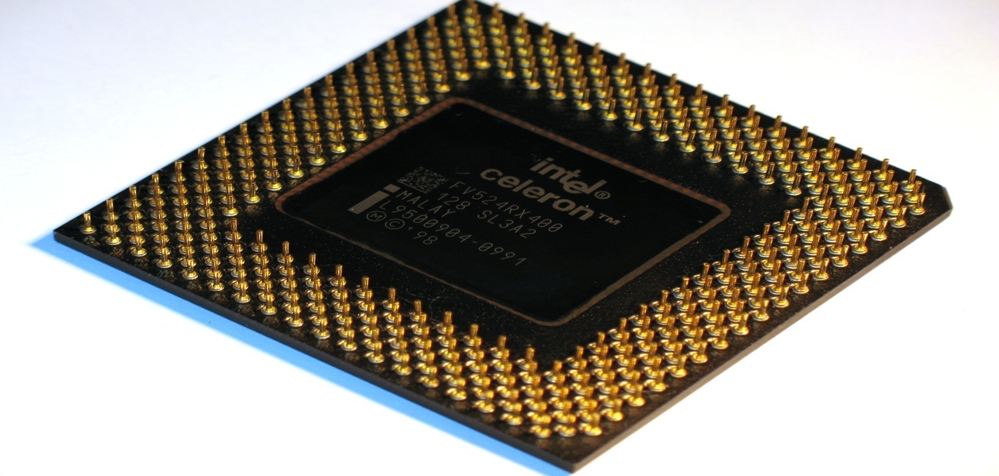 intel®
celeron™
FV524RX400
128 SL3A2
MALAY
L9500904-0991
i Ⓜ © '98